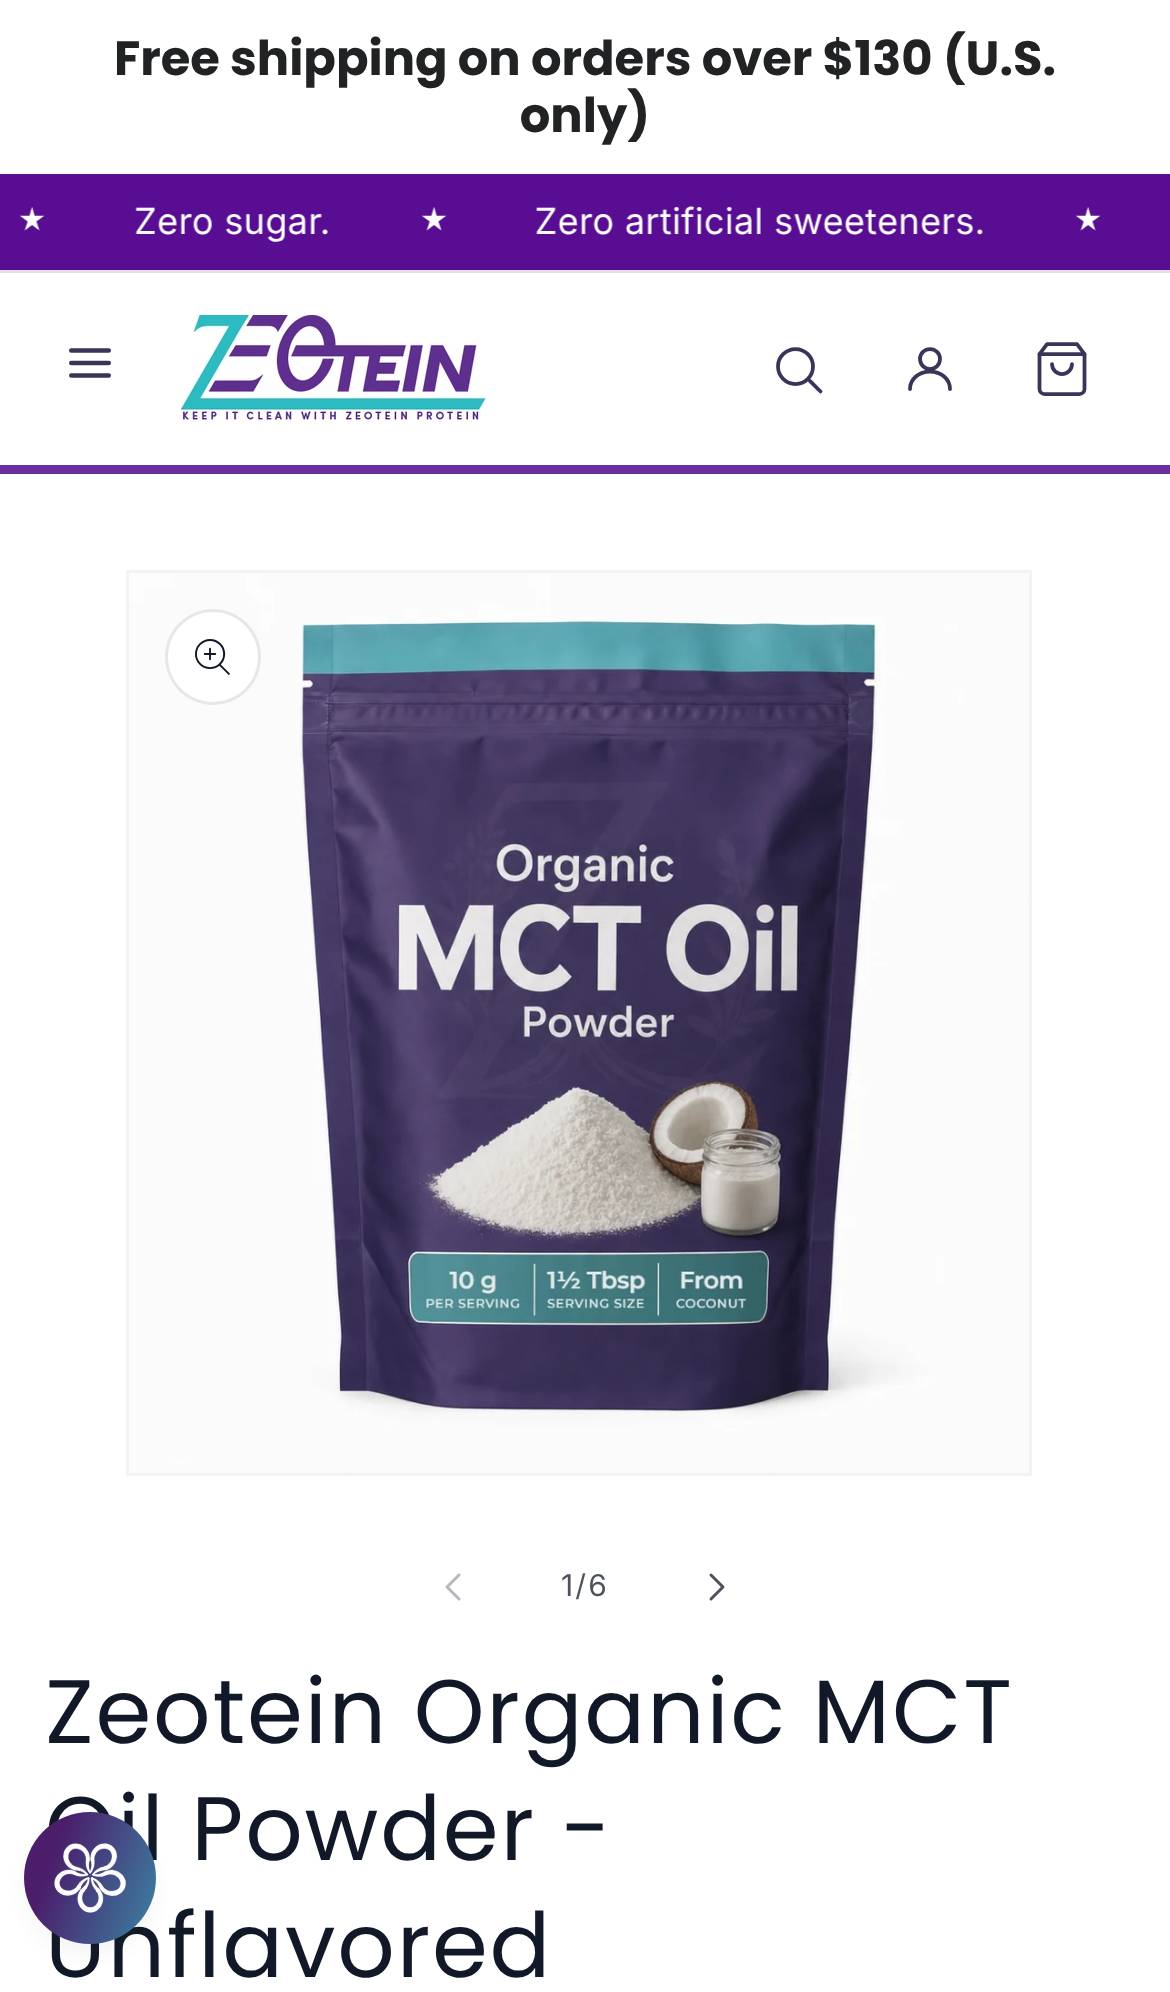 Free shipping on orders over $130 (U.S.
only)
★ Zero sugar. ★ Zero artificial sweeteners. ★
ZEOTEIN
KEEP IT CLEAN WITH ZEOTEIN PROTEIN
Organic
MCT Oil
Powder
10 g 1½ Tbsp From
PER SERVING SERVING SIZE COCONUT
1/6
Zeotein Organic MCT
Oil Powder -
Unflavored